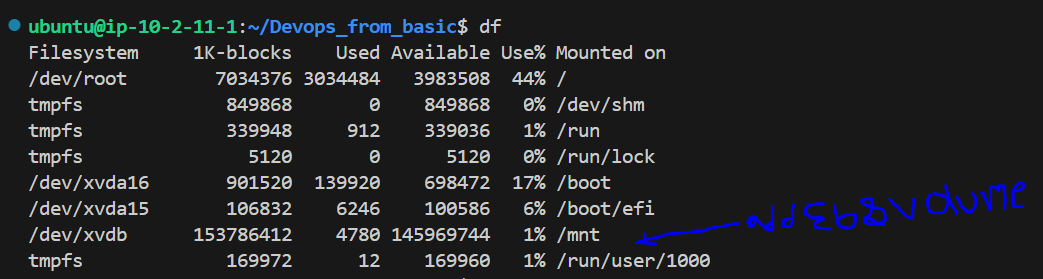 ubuntu@ip-10-2-11-1:~/Devops_from_basic$ df
Filesystem 1K-blocks Used Available Use% Mounted on
/dev/root 7034376 3034484 3983508 44% /
tmpfs 849868 0 849868 0% /dev/shm
tmpfs 339948 912 339036 1% /run
tmpfs 5120 0 5120 0% /run/lock
/dev/xvda16 901520 139920 698472 17% /boot
/dev/xvda15 106832 6246 100586 6% /boot/efi
/dev/xvdb 153786412 4780 145969744 1% /mnt
add Ebs volume
tmpfs 169972 12 169960 1% /run/user/1000